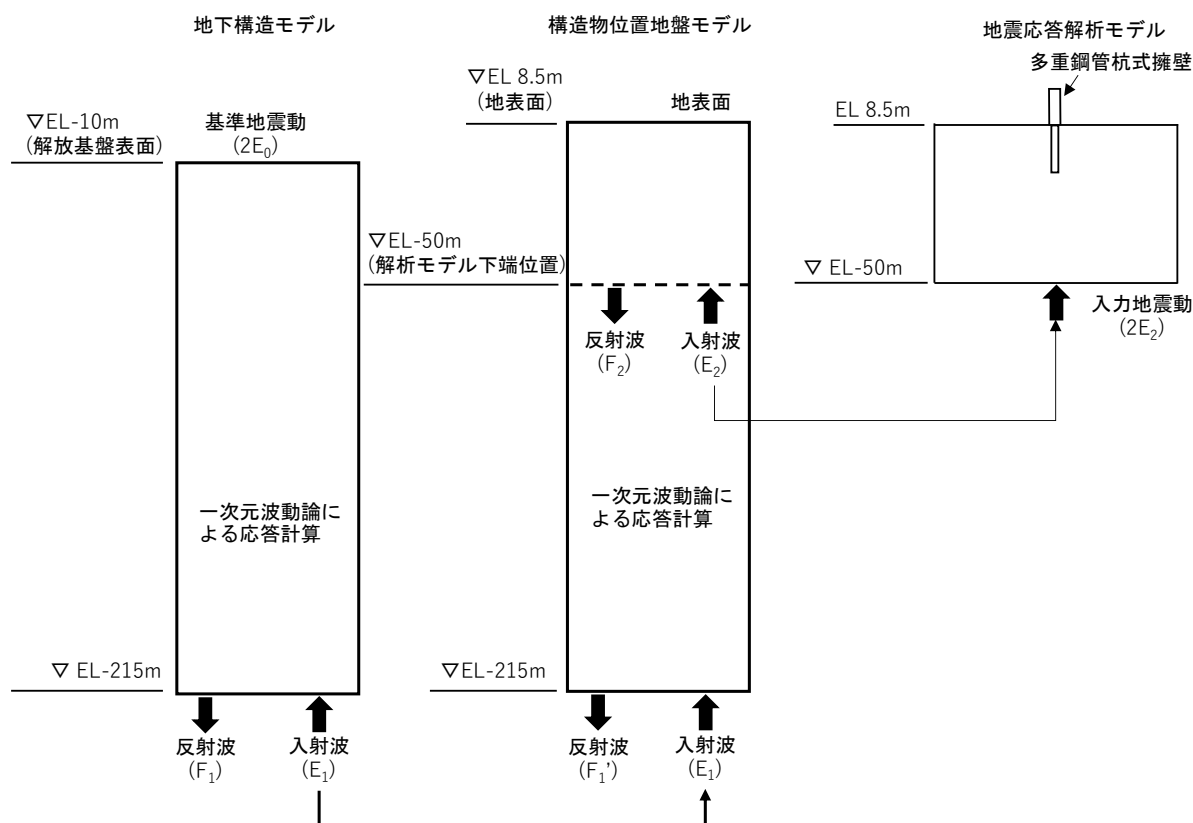 地下構造モデル
▽EL-10m
(解放基盤表面)
基準地震動
(2E₀)
一次元波動論に
よる応答計算
▽ EL-215m
反射波
(F₁)
入射波
(E₁)
構造物位置地盤モデル
▽EL 8.5m
(地表面)
地表面
▽EL-50m
(解析モデル下端位置)
反射波
(F₂)
入射波
(E₂)
一次元波動論に
よる応答計算
▽EL-215m
反射波
(F₁')
入射波
(E₁)
地震応答解析モデル
多重鋼管杭式擁壁
EL 8.5m
▽ EL-50m
入力地震動
(2E₂)